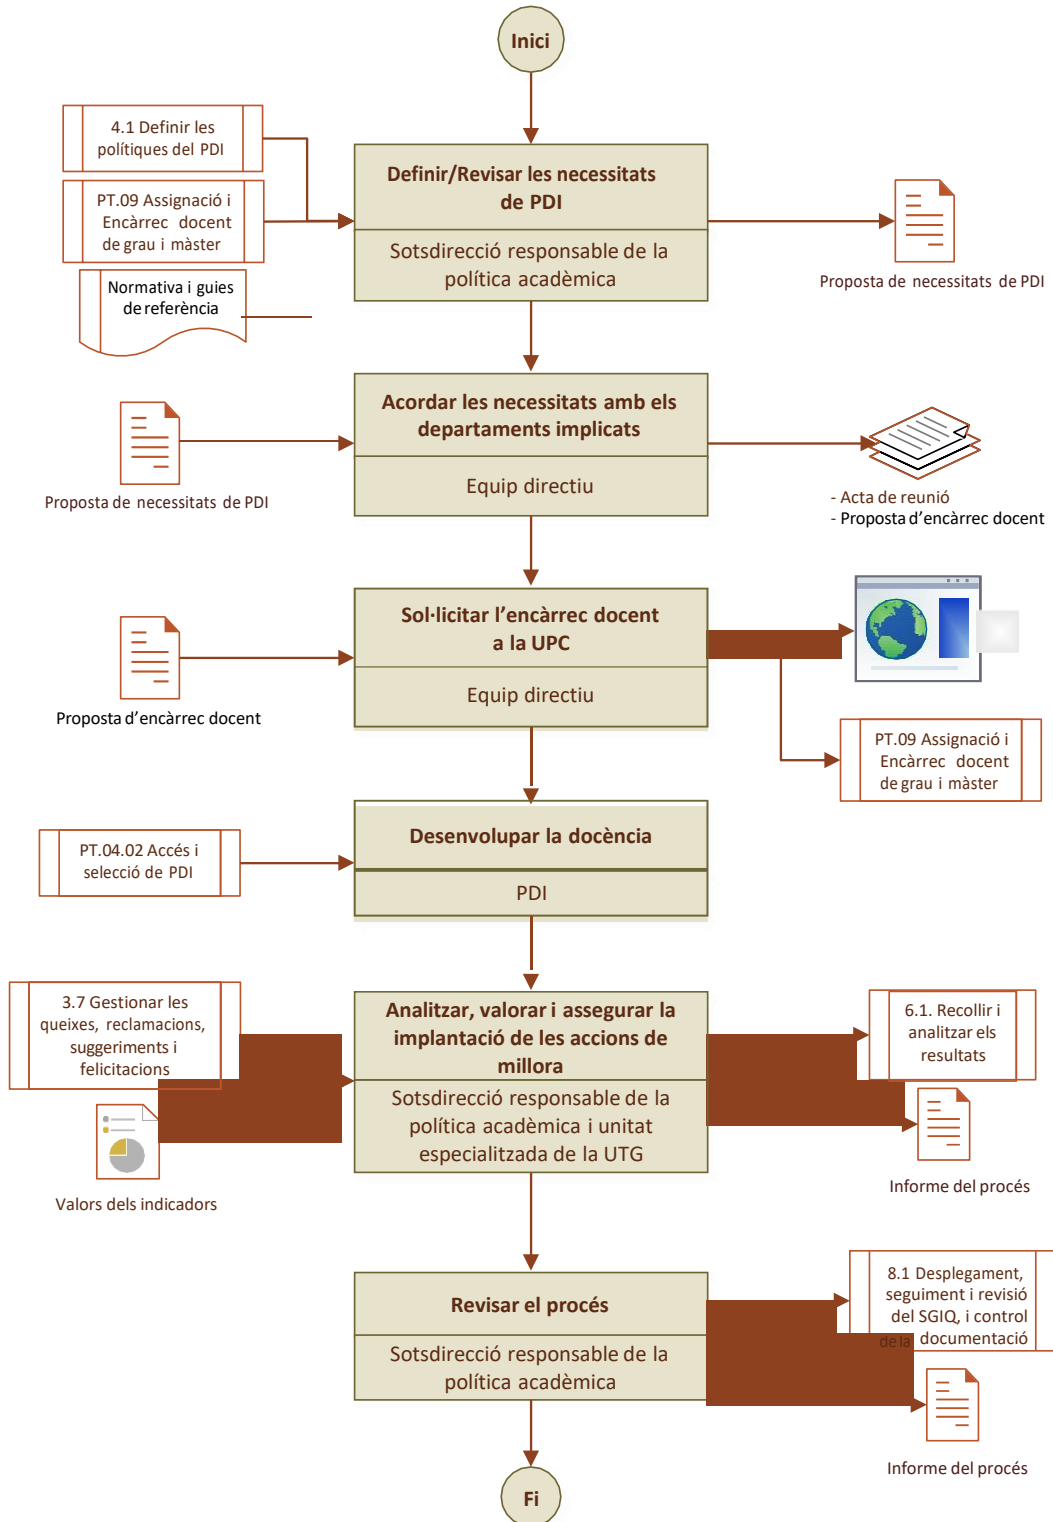 Inici
4.1 Definir les
polítiques del PDI
PT.09 Assignació i
Encàrrec docent
de grau i màster
Normativa i guies
de referència
Definir/Revisar les necessitats
de PDI
Sotsdirecció responsable de la
política acadèmica
Proposta de necessitats de PDI
Proposta de necessitats de PDI
Acordar les necessitats amb els
departaments implicats
Equip directiu
- Acta de reunió
- Proposta d’encàrrec docent
Proposta d’encàrrec docent
Sol·licitar l’encàrrec docent
a la UPC
Equip directiu
PT.09 Assignació i
Encàrrec docent
de grau i màster
PT.04.02 Accés i
selecció de PDI
Desenvolupar la docència
PDI
3.7 Gestionar les
queixes, reclamacions,
suggeriments i
felicitacions
Valors dels indicadors
Analitzar, valorar i assegurar la
implantació de les accions de
millora
Sotsdirecció responsable de la
política acadèmica i unitat
especialitzada de la UTG
6.1. Recollir i
analitzar els
resultats
Informe del procés
Revisar el procés
Sotsdirecció responsable de la
política acadèmica
8.1 Desplegament,
seguiment i revisió
del SGIQ, i control
de la documentació
Informe del procés
Fi